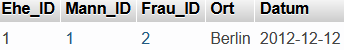 Ehe_ID Mann_ID Frau_ID Ort Datum
1 1 2 Berlin 2012-12-12